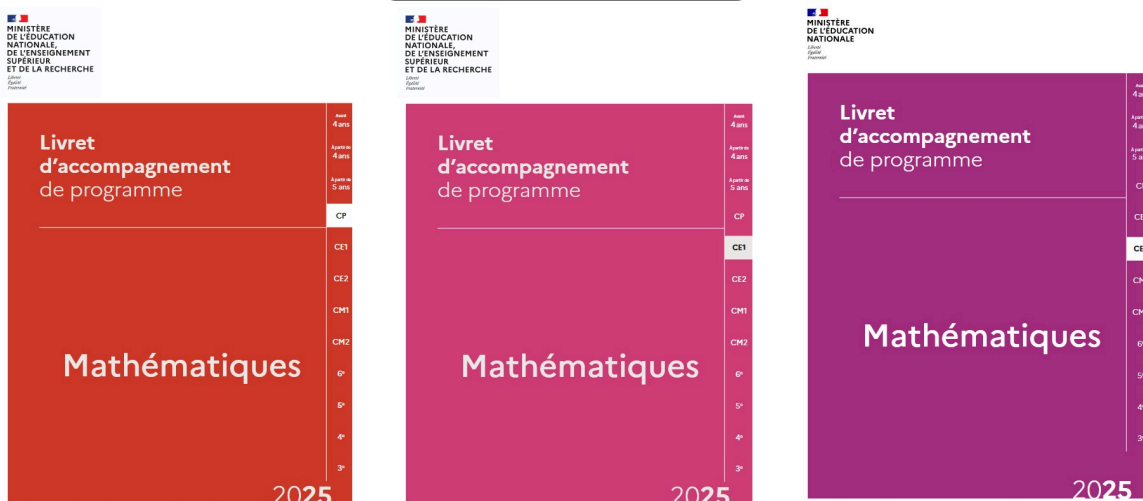 MINISTÈRE
DE L'ÉDUCATION
NATIONALE,
DE L'ENSEIGNEMENT
SUPÉRIEUR
ET DE LA RECHERCHE
Liberté
Égalité
Fraternité
Livret
d'accompagnement
de programme
Mathématiques
Avant
4 ans
À partir de
4 ans
À partir de
5 ans
CP
CE1
CE2
CM1
CM2
6e
5e
4e
3e
2025
MINISTÈRE
DE L'ÉDUCATION
NATIONALE,
DE L'ENSEIGNEMENT
SUPÉRIEUR
ET DE LA RECHERCHE
Liberté
Égalité
Fraternité
Livret
d'accompagnement
de programme
Mathématiques
Avant
4 ans
À partir de
4 ans
À partir de
5 ans
CP
CE1
CE2
CM1
CM2
6e
5e
4e
3e
2025
MINISTÈRE
DE L'ÉDUCATION
NATIONALE
Liberté
Égalité
Fraternité
Livret
d'accompagnement
de programme
Mathématiques
2025